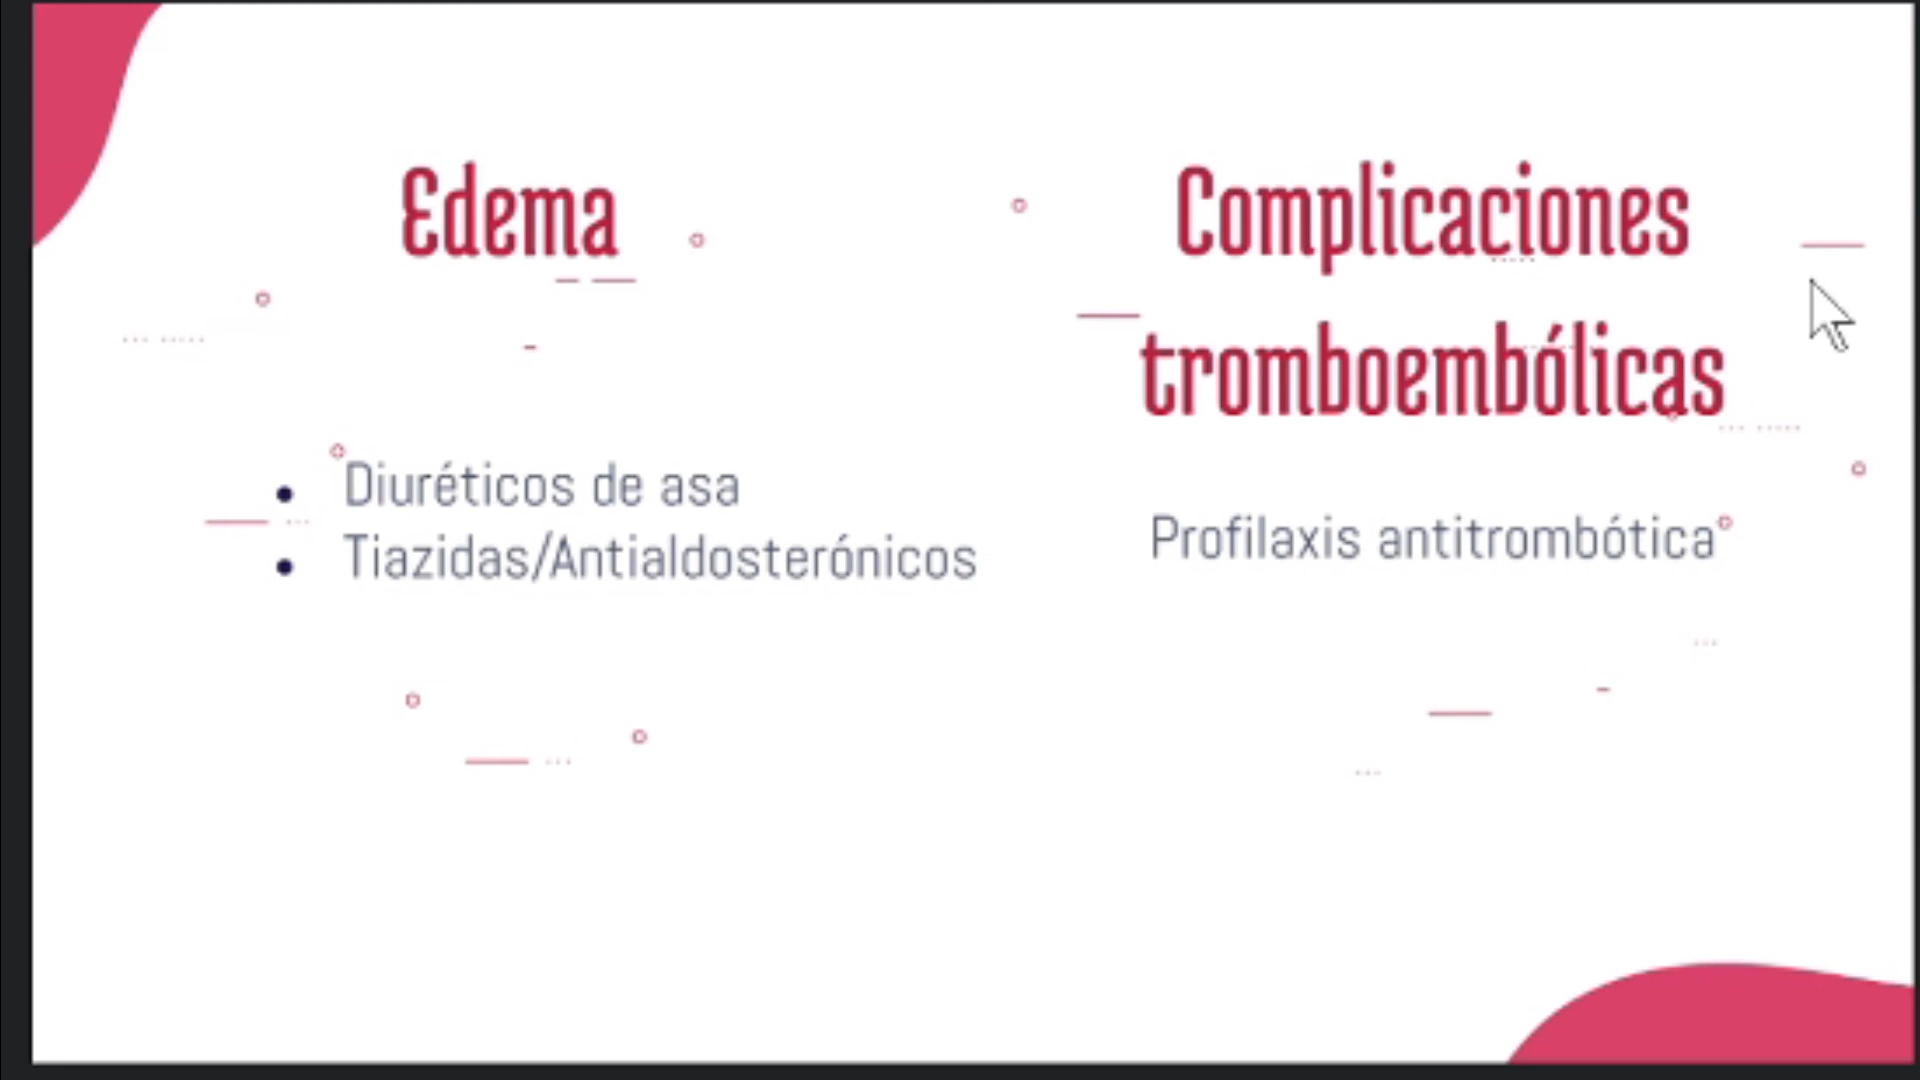 Edema
Diuréticos de asa
Tiazidas/Antialdosterónicos
Complicaciones
tromboembólicas
Profilaxis antitrombótica